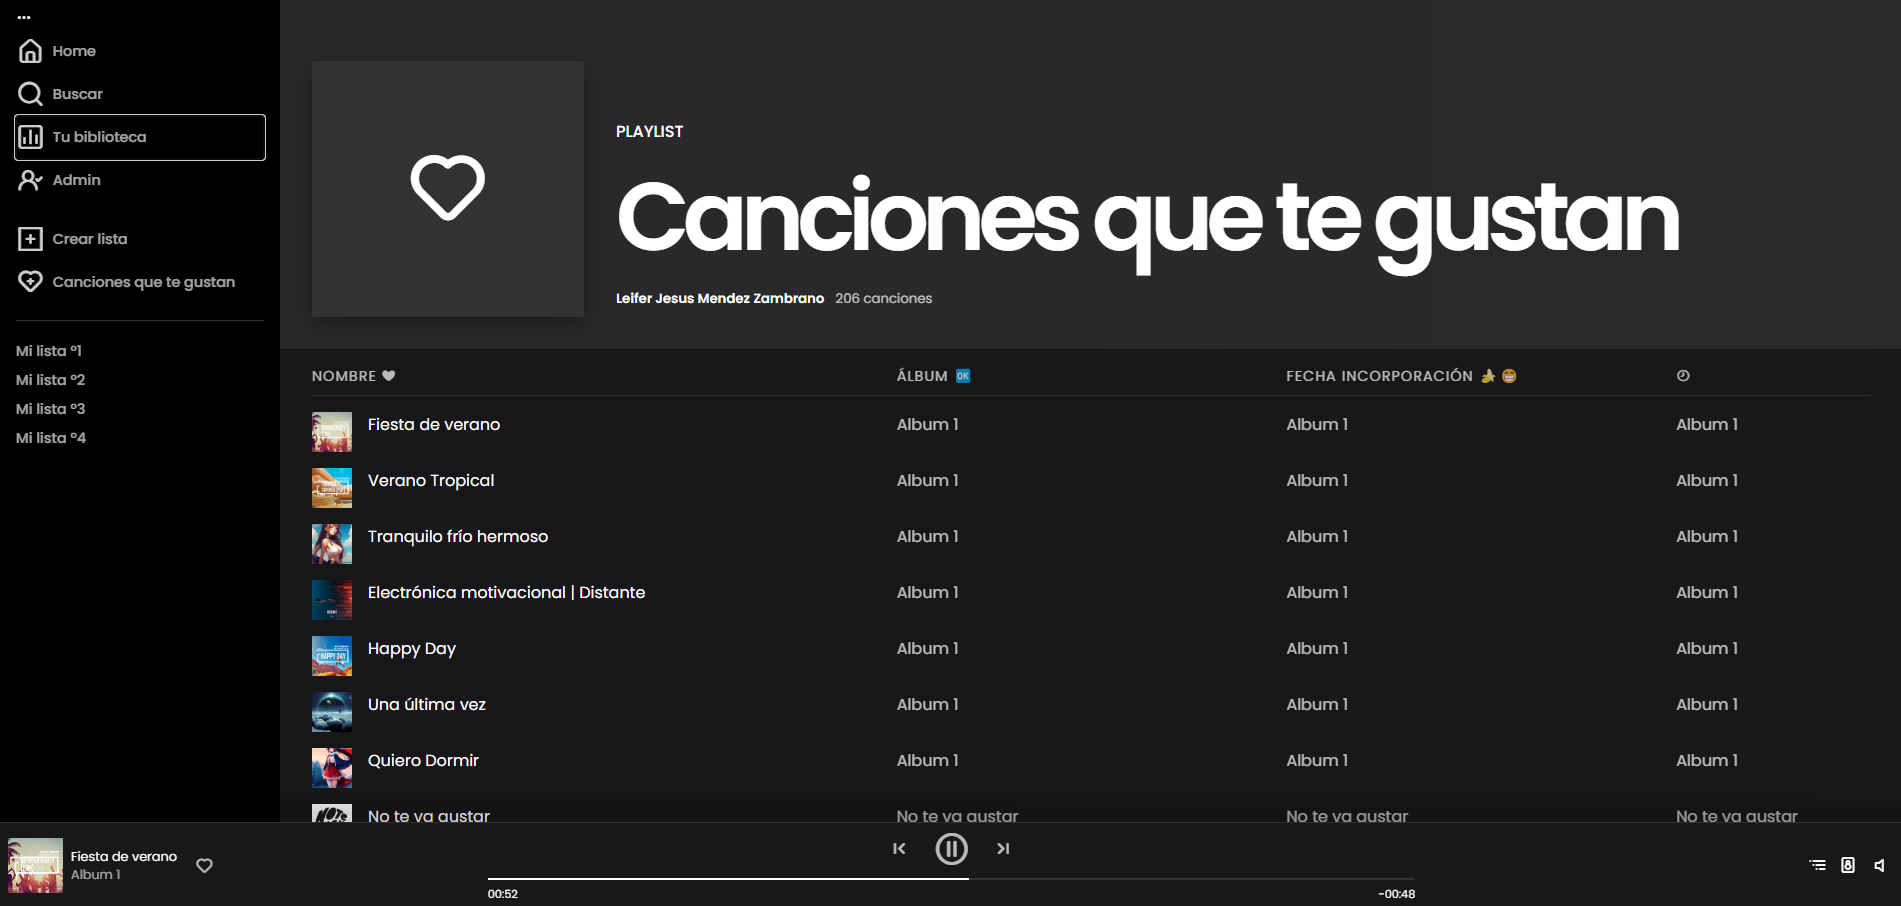 Home
Buscar
Tu biblioteca
Admin
Crear lista
Canciones que te gustan
Mi lista º1
Mi lista º2
Mi lista º3
Mi lista º4
PLAYLIST
Canciones que te gustan
Leifer Jesus Mendez Zambrano 206 canciones
NOMBRE 🖤 ÁLBUM 🆗 FECHA INCORPORACIÓN 🍌 😁
Fiesta de verano Album 1 Album 1 Album 1
Verano Tropical Album 1 Album 1 Album 1
Tranquilo frío hermoso Album 1 Album 1 Album 1
Electrónica motivacional | Distante Album 1 Album 1 Album 1
HAPPY DAY
Happy Day Album 1 Album 1 Album 1
Una última vez Album 1 Album 1 Album 1
Quiero Dormir Album 1 Album 1 Album 1
No te va gustar No te va gustar No te va gustar No te va gustar
Fiesta de verano
Album 1
00:52
-00:48